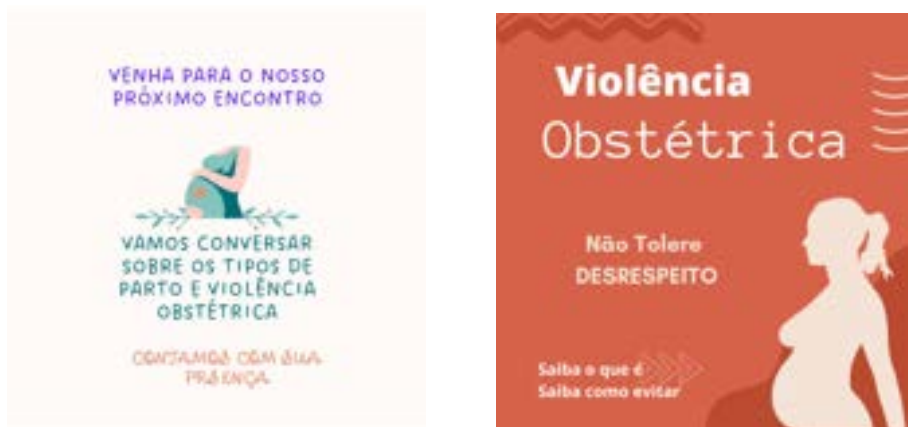 VENHA PARA O NOSSO
PRÓXIMO ENCONTRO
VAMOS CONVERSAR
SOBRE OS TIPOS DE
PARTO E VIOLÊNCIA
OBSTÉTRICA
CONTAMOS COM SUA
PRESENÇA
Violência
Obstétrica
Não Tolere
DESRESPEITO
Saiba o que é
Saiba como evitar